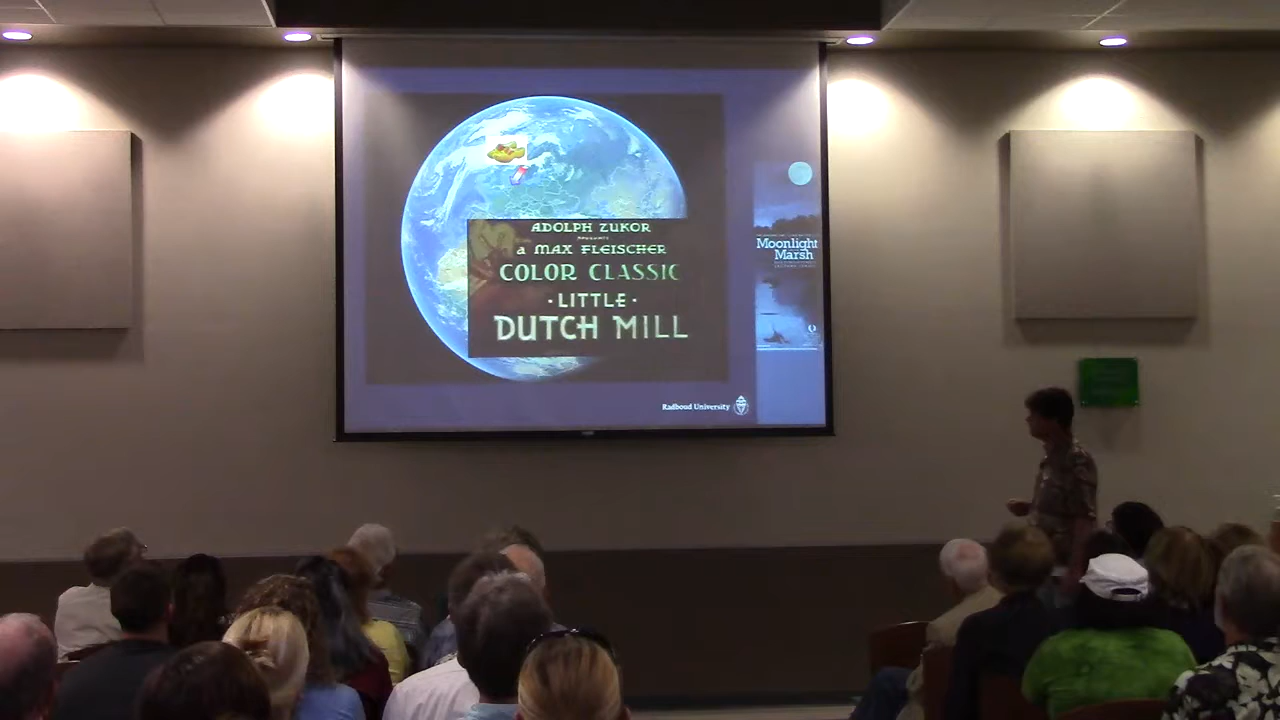 ADOLPH ZUKOR
PRESENTS
a MAX FLEISCHER
COLOR CLASSIC
·LITTLE·
DUTCH MILL
Moonlight
Marsh
Radboud University